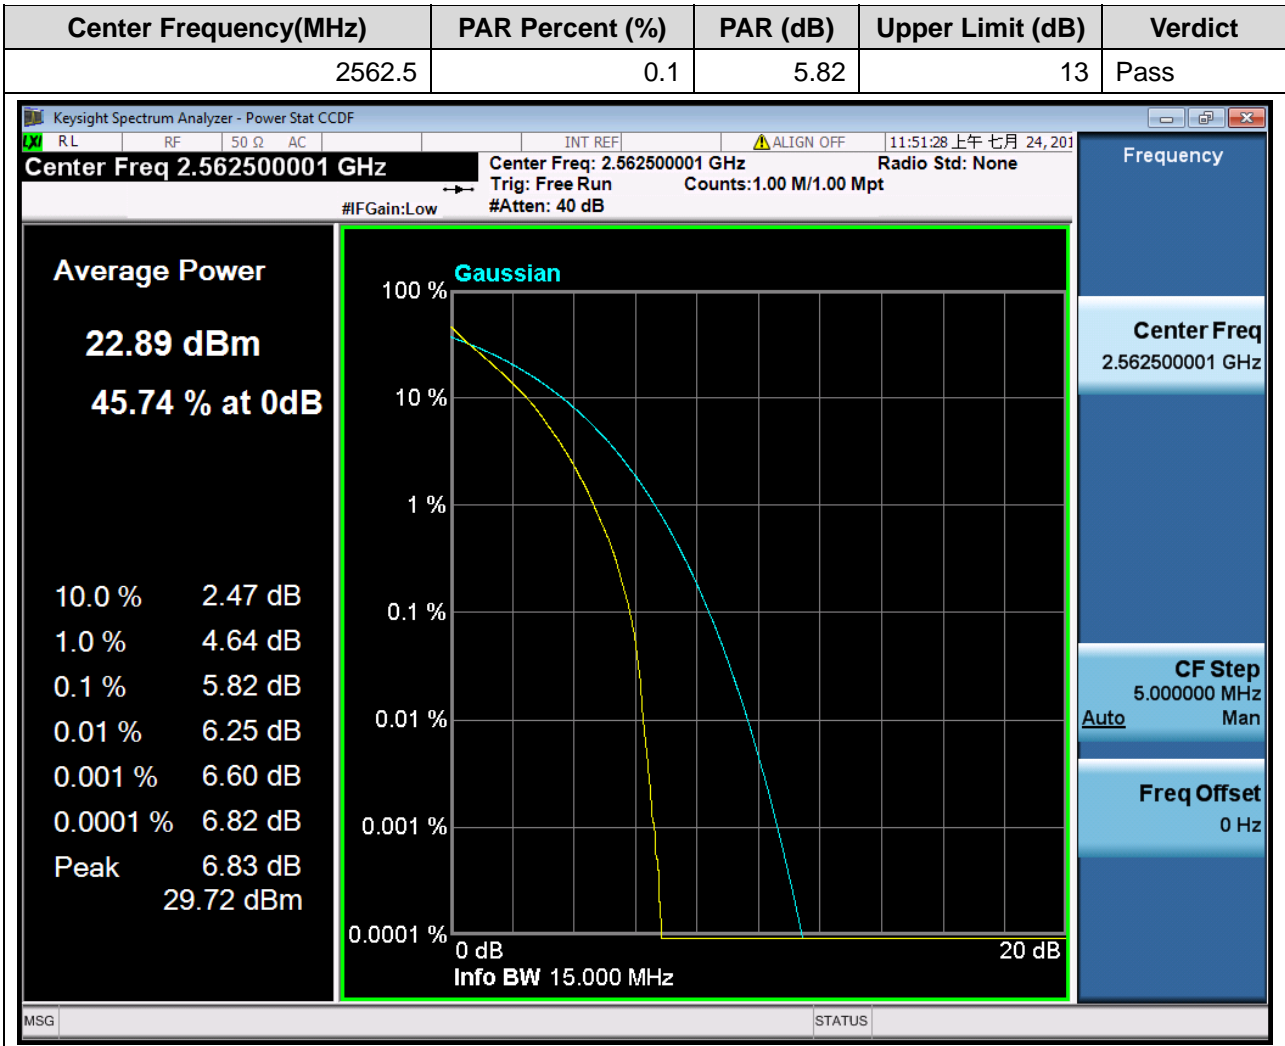 Center Frequency(MHz) PAR Percent (%) PAR (dB) Upper Limit (dB) Verdict
2562.5 0.1 5.82 13 Pass
Keysight Spectrum Analyzer - Power Stat CCDF
LXI RL RF 50 Ω AC INT REF ALIGN OFF 11:51:28 上午 七月 24, 201
Center Freq 2.562500001 GHz
Center Freq: 2.562500001 GHz Radio Std: None
Trig: Free Run Counts:1.00 M/1.00 Mpt
#IFGain:Low #Atten: 40 dB
Average Power
22.89 dBm
45.74 % at 0dB
10.0 % 2.47 dB
1.0 % 4.64 dB
0.1 % 5.82 dB
0.01 % 6.25 dB
0.001 % 6.60 dB
0.0001 % 6.82 dB
Peak 6.83 dB
29.72 dBm
Gaussian
100 %
10 %
1 %
0.1 %
0.01 %
0.001 %
0.0001 %
0 dB 20 dB
Info BW 15.000 MHz
Frequency
Center Freq
2.562500001 GHz
CF Step
5.000000 MHz
Auto Man
Freq Offset
0 Hz
MSG STATUS